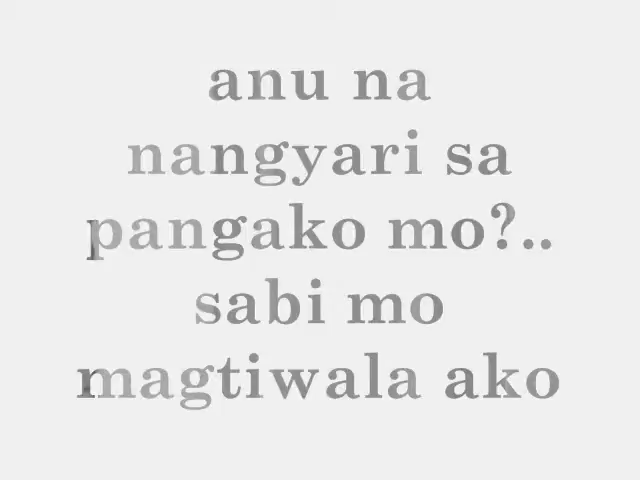 anu na
nangyari sa
pangako mo?..
sabi mo
magtiwala ako